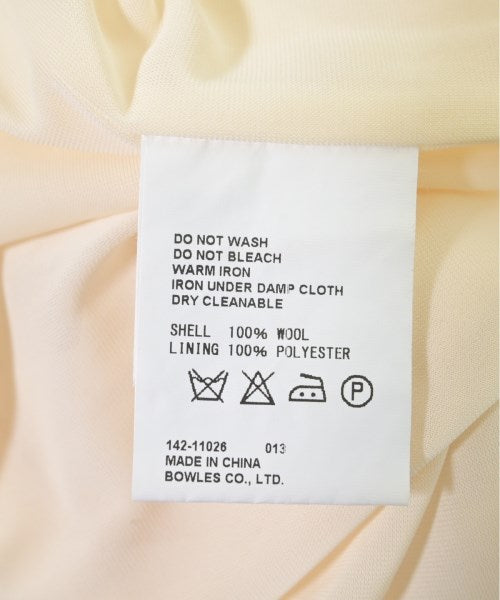 DO NOT WASH
DO NOT BLEACH
WARM IRON
IRON UNDER DAMP CLOTH
DRY CLEANABLE
SHELL 100% WOOL
LINING 100% POLYESTER
P
142-11026 013
MADE IN CHINA
BOWLES CO., LTD.